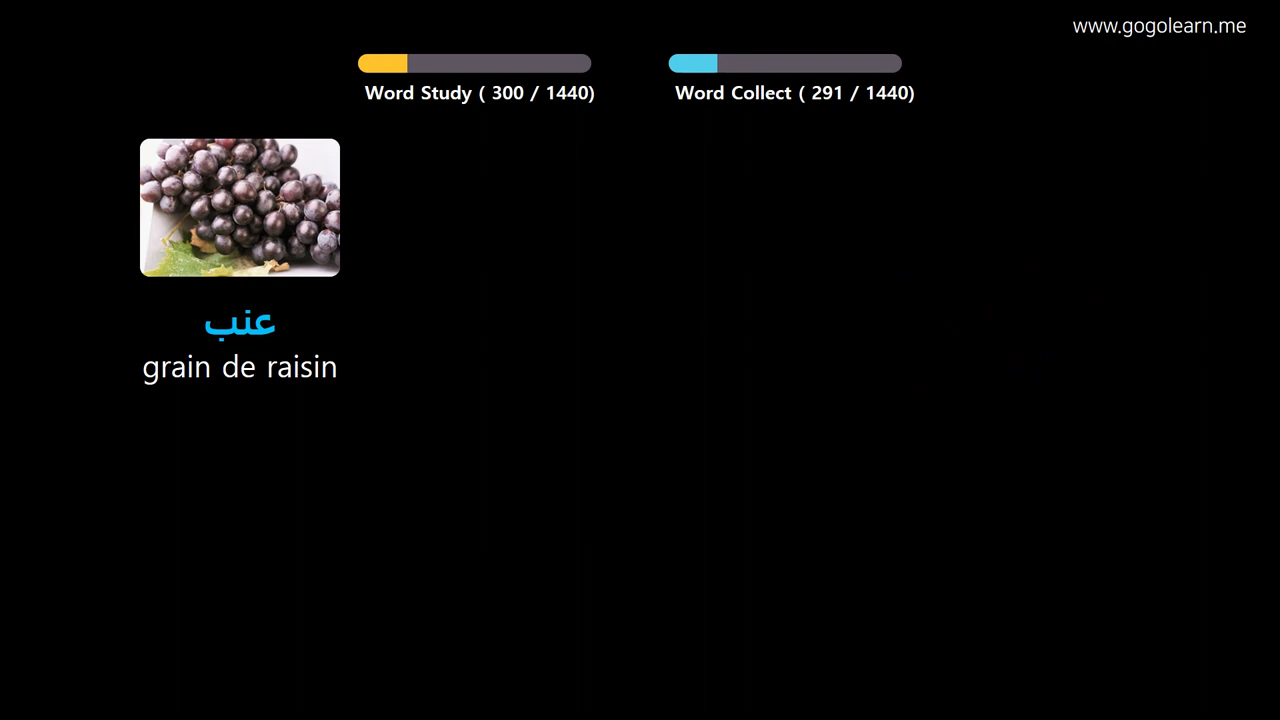 www.gogolearn.me
Word Study ( 300 / 1440)
Word Collect ( 291 / 1440)
عنب
grain de raisin